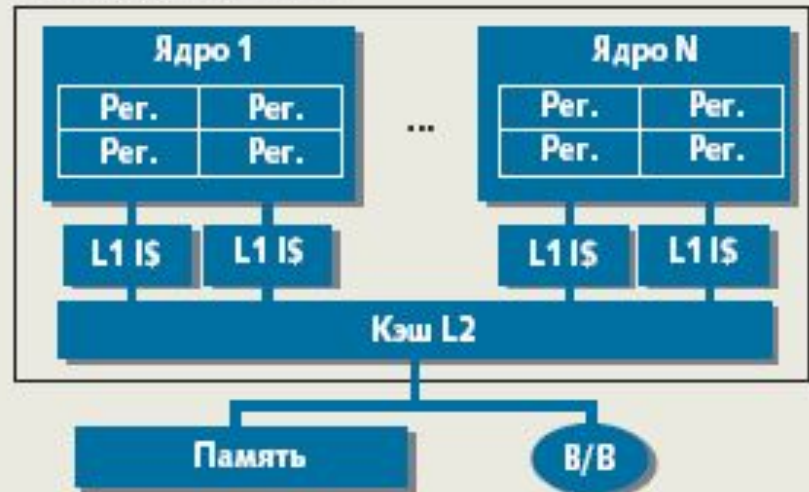 Ядро 1
Рег. Рег.
Рег. Рег.
...
Ядро N
Рег. Рег.
Рег. Рег.
L1 I$ L1 I$ L1 I$ L1 I$
Кэш L2
Память
В/В